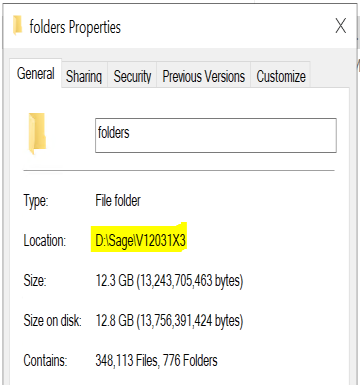 folders Properties
General Sharing Security Previous Versions Customize
folders
Type: File folder
Location: D:\Sage\V12031X3
Size: 12.3 GB (13,243,705,463 bytes)
Size on disk: 12.8 GB (13,756,391,424 bytes)
Contains: 348,113 Files, 776 Folders